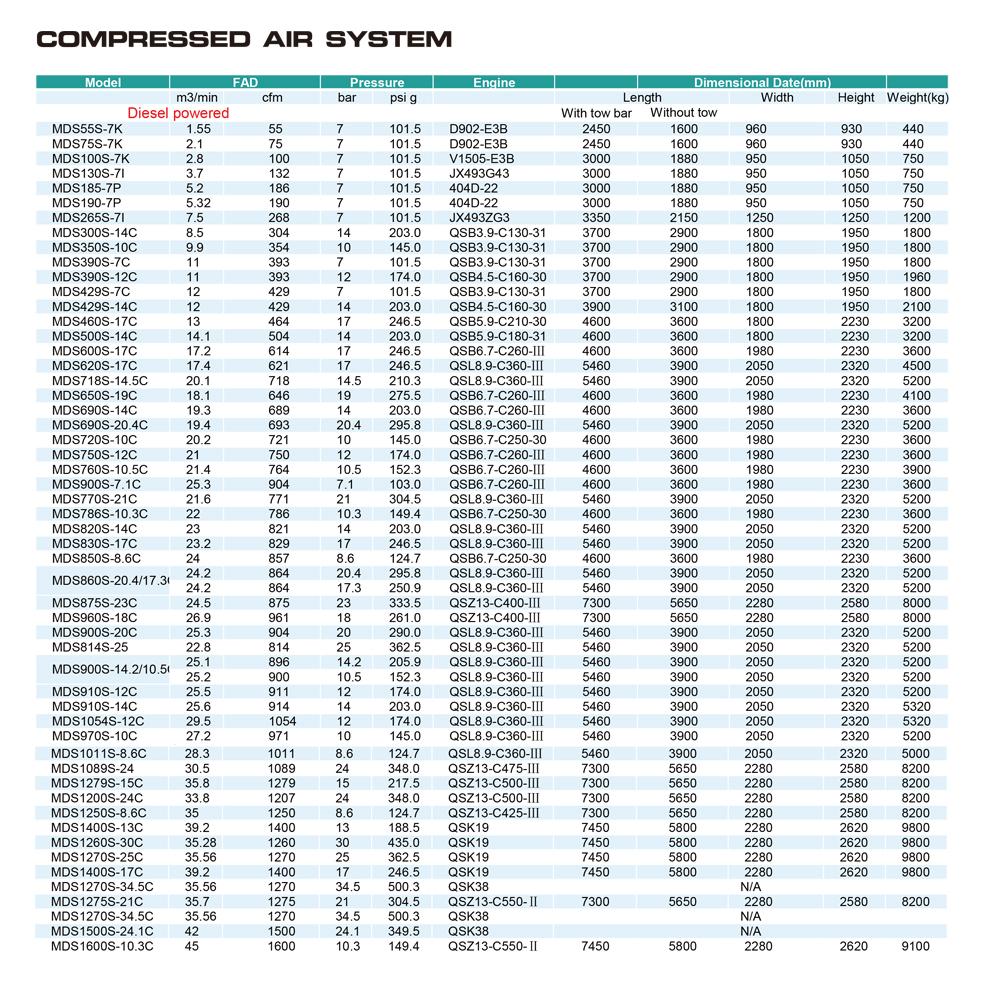 COMPRESSED AIR SYSTEM
Model FAD Pressure Engine Dimensional Date(mm)
m3/min cfm bar psi g Length Width Height Weight(kg)
Diesel powered With tow bar Without tow
MDS55S-7K 1.55 55 7 101.5 D902-E3B 2450 1600 960 930 440
MDS75S-7K 2.1 75 7 101.5 D902-E3B 2450 1600 960 930 440
MDS100S-7K 2.8 100 7 101.5 V1505-E3B 3000 1880 950 1050 750
MDS130S-7I 3.7 132 7 101.5 JX493G43 3000 1880 950 1050 750
MDS185-7P 5.2 186 7 101.5 404D-22 3000 1880 950 1050 750
MDS190-7P 5.32 190 7 101.5 404D-22 3000 1880 950 1050 750
MDS265S-7I 7.5 268 7 101.5 JX493ZG3 3350 2150 1250 1250 1200
MDS300S-14C 8.5 304 14 203.0 QSB3.9-C130-31 3700 2900 1800 1950 1800
MDS350S-10C 9.9 354 10 145.0 QSB3.9-C130-31 3700 2900 1800 1950 1800
MDS390S-7C 11 393 7 101.5 QSB3.9-C130-31 3700 2900 1800 1950 1800
MDS390S-12C 11 393 12 174.0 QSB4.5-C160-30 3700 2900 1800 1950 1960
MDS429S-7C 12 429 7 101.5 QSB3.9-C130-31 3700 2900 1800 1950 1800
MDS429S-14C 12 429 14 203.0 QSB4.5-C160-30 3900 3100 1800 1950 2100
MDS460S-17C 13 464 17 246.5 QSB5.9-C210-30 4600 3600 1800 2230 3200
MDS500S-14C 14.1 504 14 203.0 QSB5.9-C180-31 4600 3600 1800 2230 3200
MDS600S-17C 17.2 614 17 246.5 QSB6.7-C260-Ⅲ 4600 3600 1980 2230 3600
MDS620S-17C 17.4 621 17 246.5 QSL8.9-C360-Ⅲ 5460 3900 2050 2320 4500
MDS718S-14.5C 20.1 718 14.5 210.3 QSL8.9-C360-Ⅲ 5460 3900 2050 2320 5200
MDS650S-19C 18.1 646 19 275.5 QSB6.7-C260-Ⅲ 4600 3600 1980 2230 4100
MDS690S-14C 19.3 689 14 203.0 QSB6.7-C260-Ⅲ 4600 3600 1980 2230 3600
MDS690S-20.4C 19.4 693 20.4 295.8 QSL8.9-C360-Ⅲ 5460 3900 2050 2320 5200
MDS720S-10C 20.2 721 10 145.0 QSB6.7-C250-30 4600 3600 1980 2230 3600
MDS750S-12C 21 750 12 174.0 QSB6.7-C260-Ⅲ 4600 3600 1980 2230 3600
MDS760S-10.5C 21.4 764 10.5 152.3 QSB6.7-C260-Ⅲ 4600 3600 1980 2230 3900
MDS900S-7.1C 25.3 904 7.1 103.0 QSB6.7-C260-Ⅲ 4600 3600 1980 2230 3600
MDS770S-21C 21.6 771 21 304.5 QSL8.9-C360-Ⅲ 5460 3900 2050 2320 5200
MDS786S-10.3C 22 786 10.3 149.4 QSB6.7-C250-30 4600 3600 1980 2230 3600
MDS820S-14C 23 821 14 203.0 QSL8.9-C360-Ⅲ 5460 3900 2050 2320 5200
MDS830S-17C 23.2 829 17 246.5 QSL8.9-C360-Ⅲ 5460 3900 2050 2320 5200
MDS850S-8.6C 24 857 8.6 124.7 QSB6.7-C250-30 4600 3600 1980 2230 3600
MDS860S-20.4/17.3 24.2 864 20.4 295.8 QSL8.9-C360-Ⅲ 5460 3900 2050 2320 5200
24.2 864 17.3 250.9 QSL8.9-C360-Ⅲ 5460 3900 2050 2320 5200
MDS875S-23C 24.5 875 23 333.5 QSZ13-C400-Ⅲ 7300 5650 2280 2580 8000
MDS960S-18C 26.9 961 18 261.0 QSZ13-C400-Ⅲ 7300 5650 2280 2580 8000
MDS900S-20C 25.3 904 20 290.0 QSL8.9-C360-Ⅲ 5460 3900 2050 2320 5200
MDS814S-25 22.8 814 25 362.5 QSL8.9-C360-Ⅲ 5460 3900 2050 2320 5200
MDS900S-14.2/10.5 25.1 896 14.2 205.9 QSL8.9-C360-Ⅲ 5460 3900 2050 2320 5200
25.2 900 10.5 152.3 QSL8.9-C360-Ⅲ 5460 3900 2050 2320 5200
MDS910S-12C 25.5 911 12 174.0 QSL8.9-C360-Ⅲ 5460 3900 2050 2320 5200
MDS910S-14C 25.6 914 14 203.0 QSL8.9-C360-Ⅲ 5460 3900 2050 2320 5320
MDS1054S-12C 29.5 1054 12 174.0 QSL8.9-C360-Ⅲ 5460 3900 2050 2320 5320
MDS970S-10C 27.2 971 10 145.0 QSL8.9-C360-Ⅲ 5460 3900 2050 2320 5200
MDS1011S-8.6C 28.3 1011 8.6 124.7 QSL8.9-C360-Ⅲ 5460 3900 2050 2320 5000
MDS1089S-24 30.5 1089 24 348.0 QSZ13-C475-Ⅲ 7300 5650 2280 2580 8200
MDS1279S-15C 35.8 1279 15 217.5 QSZ13-C500-Ⅲ 7300 5650 2280 2580 8200
MDS1200S-24C 33.8 1207 24 348.0 QSZ13-C500-Ⅲ 7300 5650 2280 2580 8200
MDS1250S-8.6C 35 1250 8.6 124.7 QSZ13-C425-Ⅲ 7300 5650 2280 2580 8200
MDS1400S-13C 39.2 1400 13 188.5 QSK19 7450 5800 2280 2620 9800
MDS1260S-30C 35.28 1260 30 435.0 QSK19 7450 5800 2280 2620 9800
MDS1270S-25C 35.56 1270 25 362.5 QSK19 7450 5800 2280 2620 9800
MDS1400S-17C 39.2 1400 17 246.5 QSK19 7450 5800 2280 2620 9800
MDS1270S-34.5C 35.56 1270 34.5 500.3 QSK38 N/A
MDS1275S-21C 35.7 1275 21 304.5 QSZ13-C550-Ⅱ 7300 5650 2280 2580 8200
MDS1270S-34.5C 35.56 1270 34.5 500.3 QSK38 N/A
MDS1500S-24.1C 42 1500 24.1 349.5 QSK38 N/A
MDS1600S-10.3C 45 1600 10.3 149.4 QSZ13-C550-Ⅱ 7450 5800 2280 2620 9100